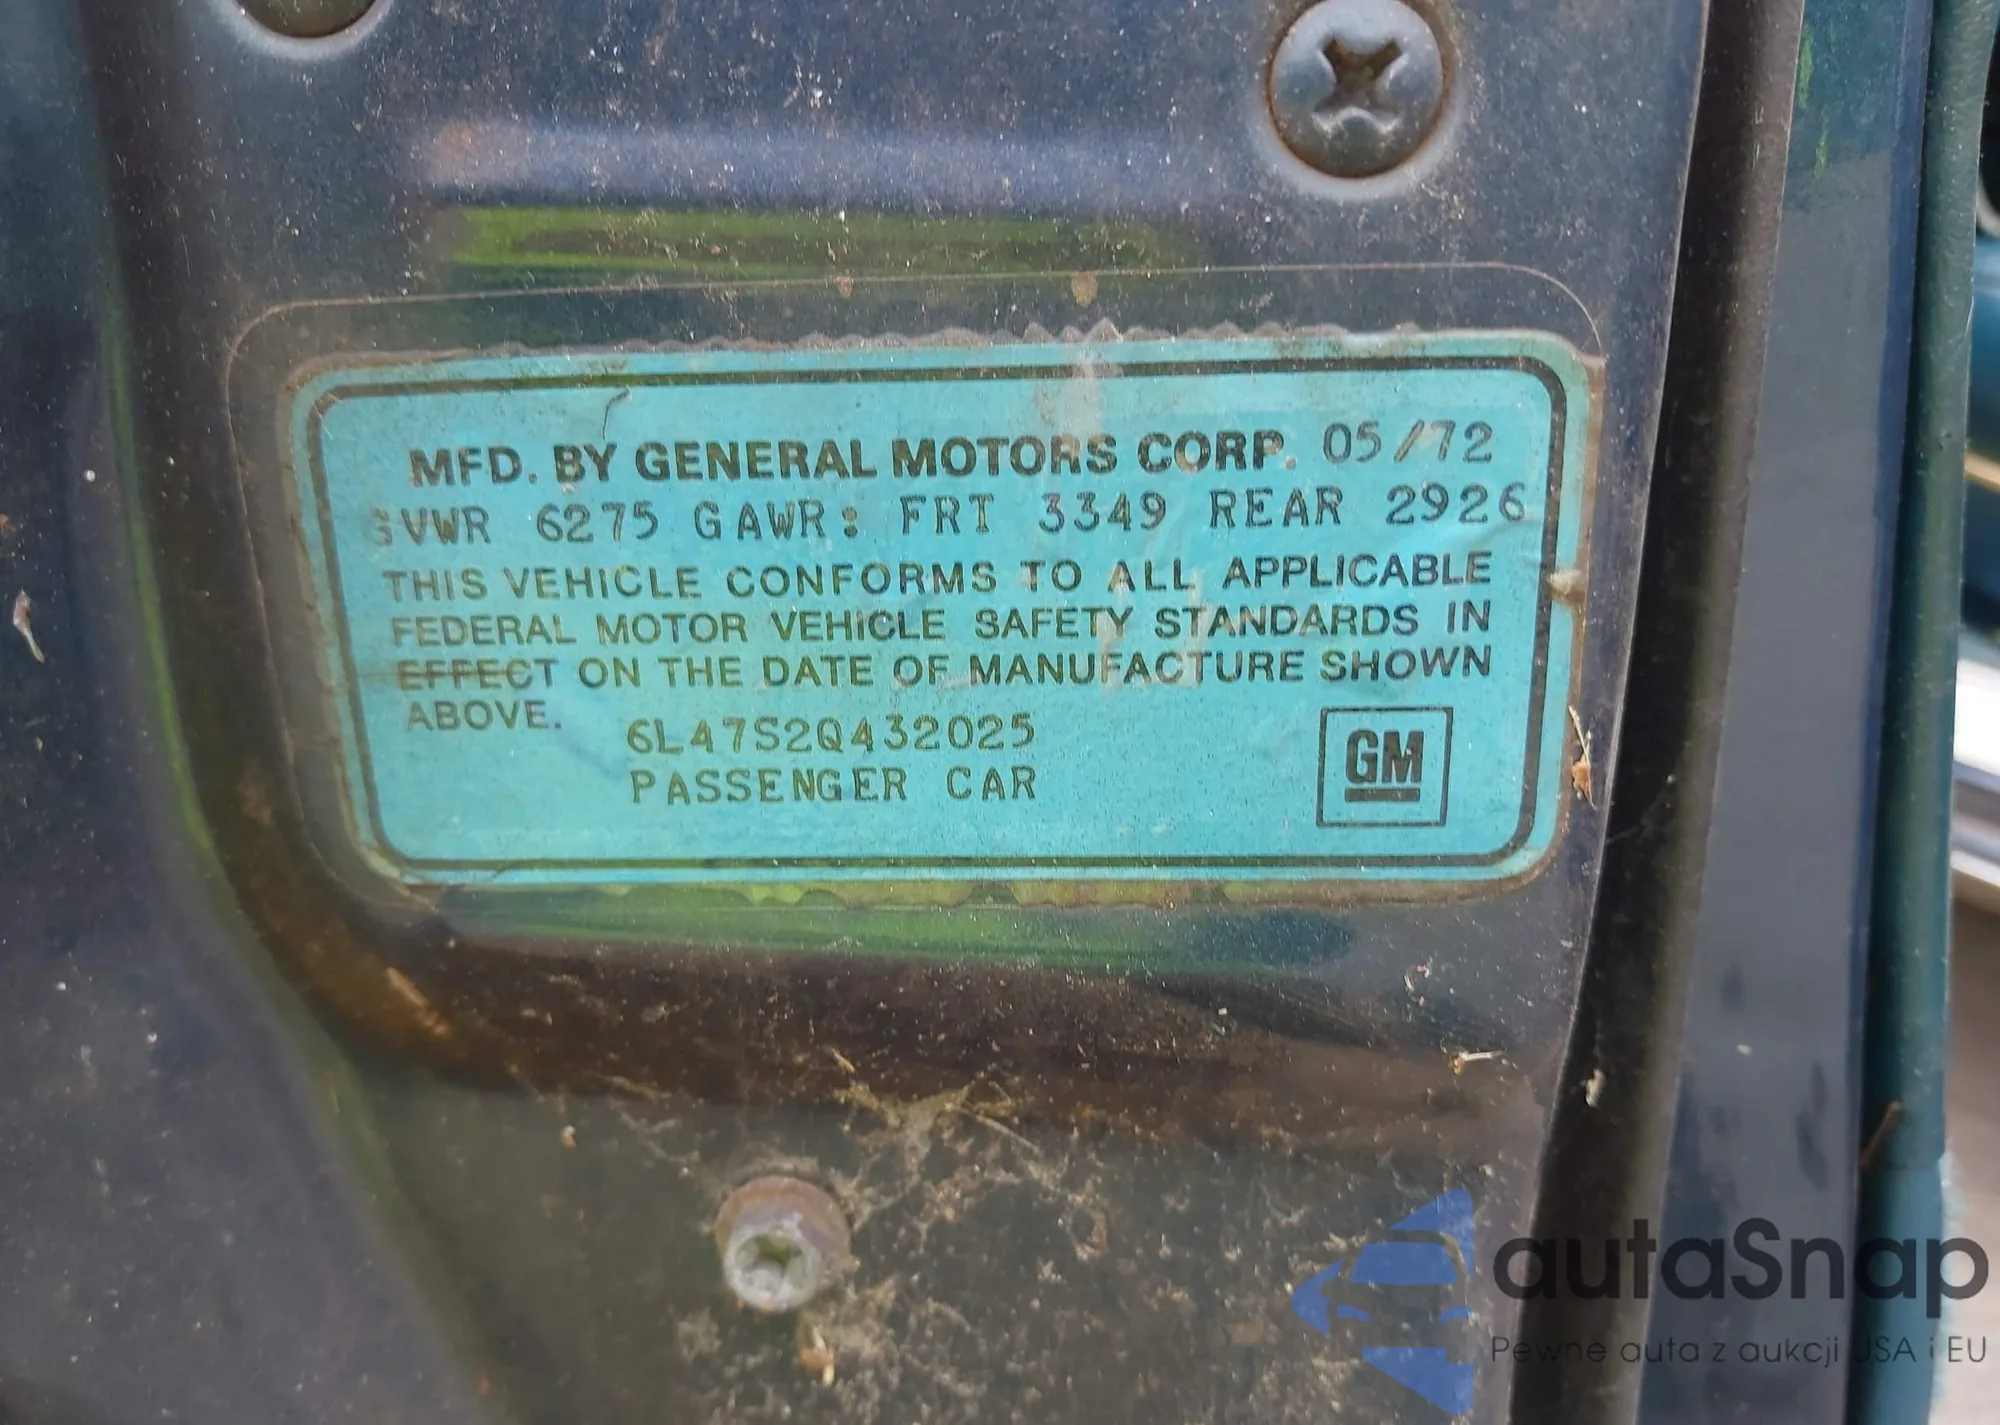 MFD. BY GENERAL MOTORS CORP. 05/72
GVWR 6275 GAWR: FRT 3349 REAR 2926
THIS VEHICLE CONFORMS TO ALL APPLICABLE
FEDERAL MOTOR VEHICLE SAFETY STANDARDS IN
EFFECT ON THE DATE OF MANUFACTURE SHOWN
ABOVE.
6L47S2Q432025
PASSENGER CAR
GM
autaSnap
Pewne auta z aukcji USA i EU